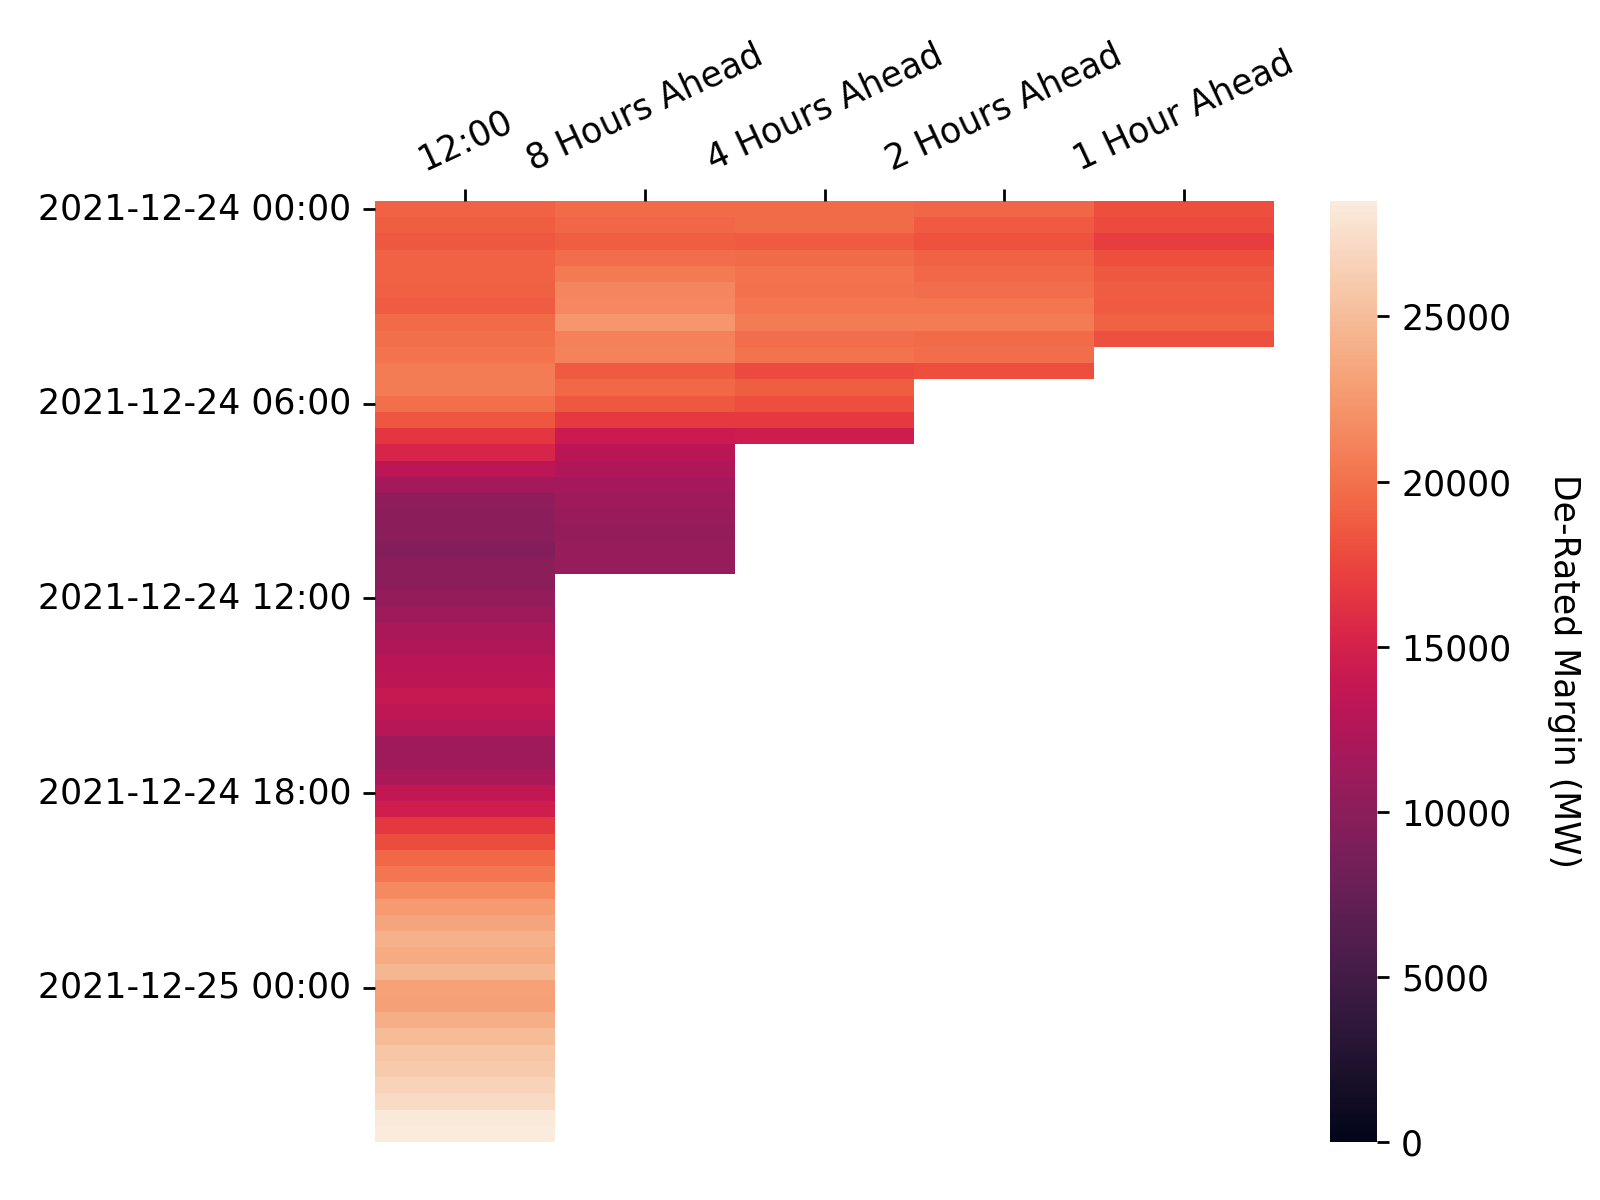 12:00
8 Hours Ahead
4 Hours Ahead
2 Hours Ahead
1 Hour Ahead
2021-12-24 00:00
2021-12-24 06:00
2021-12-24 12:00
2021-12-24 18:00
2021-12-25 00:00
25000
20000
15000
10000
5000
0
De-Rated Margin (MW)